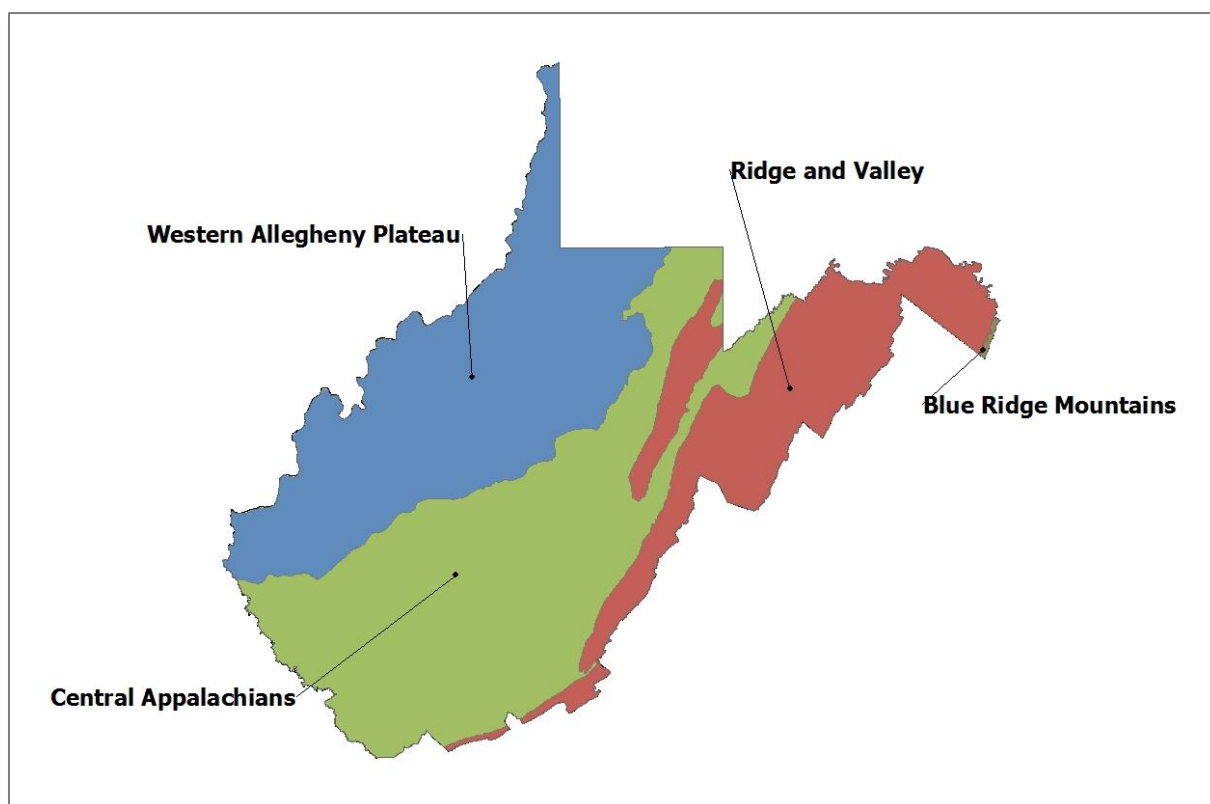 Ridge and Valley
Western Allegheny Plateau
Blue Ridge Mountains
Central Appalachians